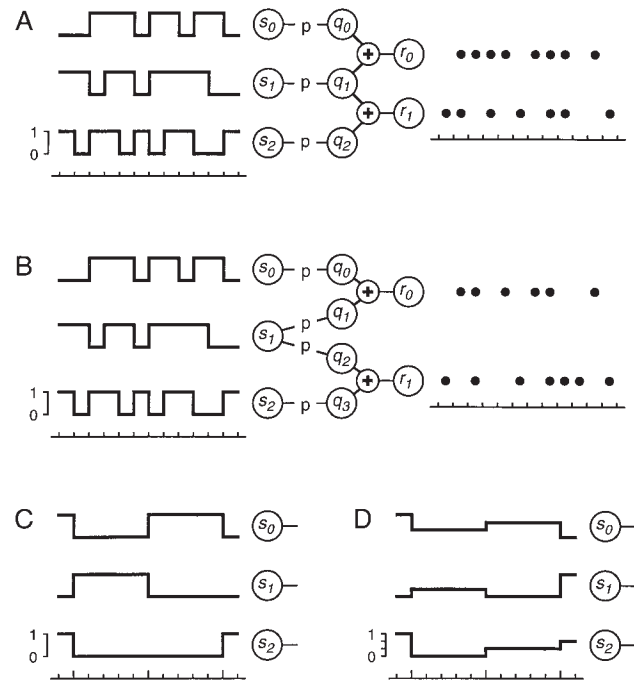 A
s0 p q0
+ r0
s1 p q1
+ r1
1
0
s2 p q2
B
s0 p q0
+ r0
p q1
s1
p q2
+ r1
1
0
s2 p q3
C
s0
s1
1
0
s2
D
s0
s1
1
0
s2